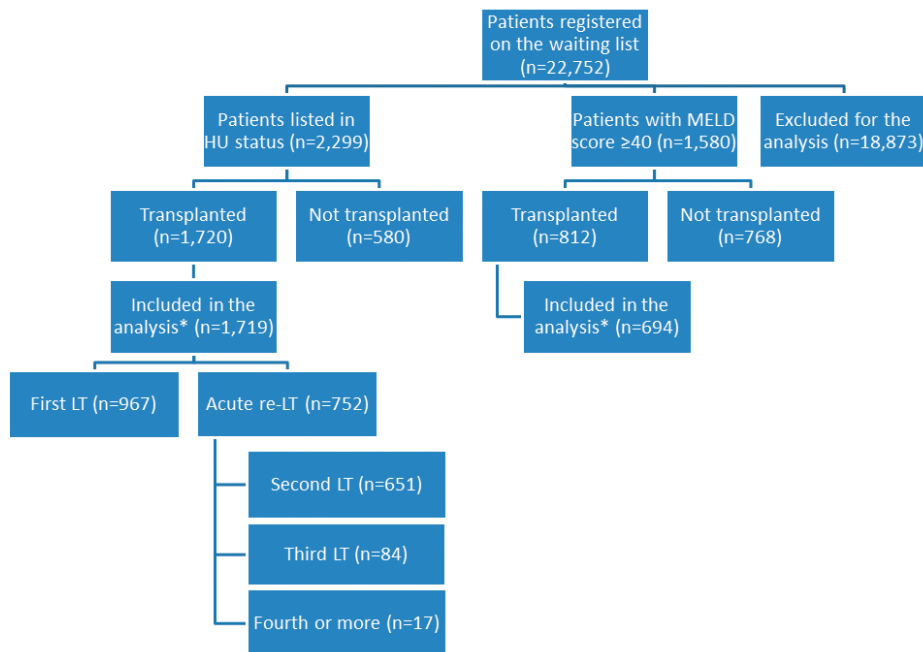 Patients registered
on the waiting list
(n=22,752)
Patients listed in
HU status (n=2,299)
Patients with MELD
score ≥40 (n=1,580)
Excluded for the
analysis (n=18,873)
Transplanted
(n=1,720)
Not transplanted
(n=580)
Transplanted
(n=812)
Not transplanted
(n=768)
Included in the
analysis* (n=1,719)
Included in the
analysis* (n=694)
First LT (n=967)
Acute re-LT (n=752)
Second LT (n=651)
Third LT (n=84)
Fourth or more (n=17)